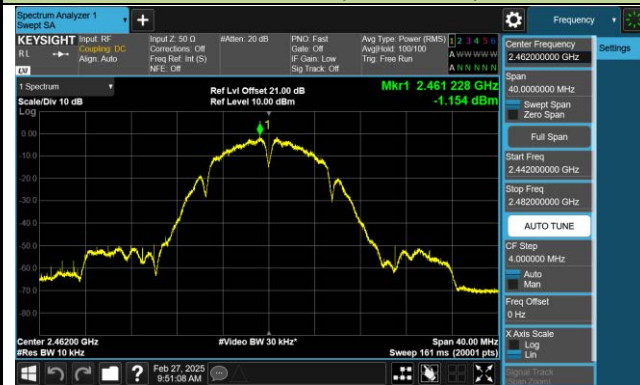 Spectrum Analyzer 1
Swept SA
+
Frequency
KEYSIGHT
RL
LXI
Input: RF
Coupling: DC
Align: Auto
Input Z: 50 Ω
Corrections: Off
Freq Ref: Int (S)
NFE: Off
#Atten: 20 dB
PNO: Fast
Gate: Off
IF Gain: Low
Sig Track: Off
Avg Type: Power (RMS)
Avg|Hold: 100/100
Trig: Free Run
1 2 3 4 5 6
A W W W W W
A N N N N N
1 Spectrum
Scale/Div 10 dB
Log
Ref Lvl Offset 21.00 dB
Ref Level 10.00 dBm
Mkr1 2.461 228 GHz
-1.154 dBm
1
0.00
-10.0
-20.0
-30.0
-40.0
-50.0
-60.0
-70.0
-80.0
Center 2.46200 GHz
#Res BW 10 kHz
#Video BW 30 kHz*
Span 40.00 MHz
Sweep 161 ms (20001 pts)
Center Frequency
2.462000000 GHz
Settings
Span
40.0000000 MHz
Swept Span
Zero Span
Full Span
Start Freq
2.442000000 GHz
Stop Freq
2.482000000 GHz
AUTO TUNE
CF Step
4.000000 MHz
Auto
Man
Freq Offset
0 Hz
X Axis Scale
Log
Lin
Signal Track
(Span Zoom)
?
Feb 27, 2025
9:51:08 AM